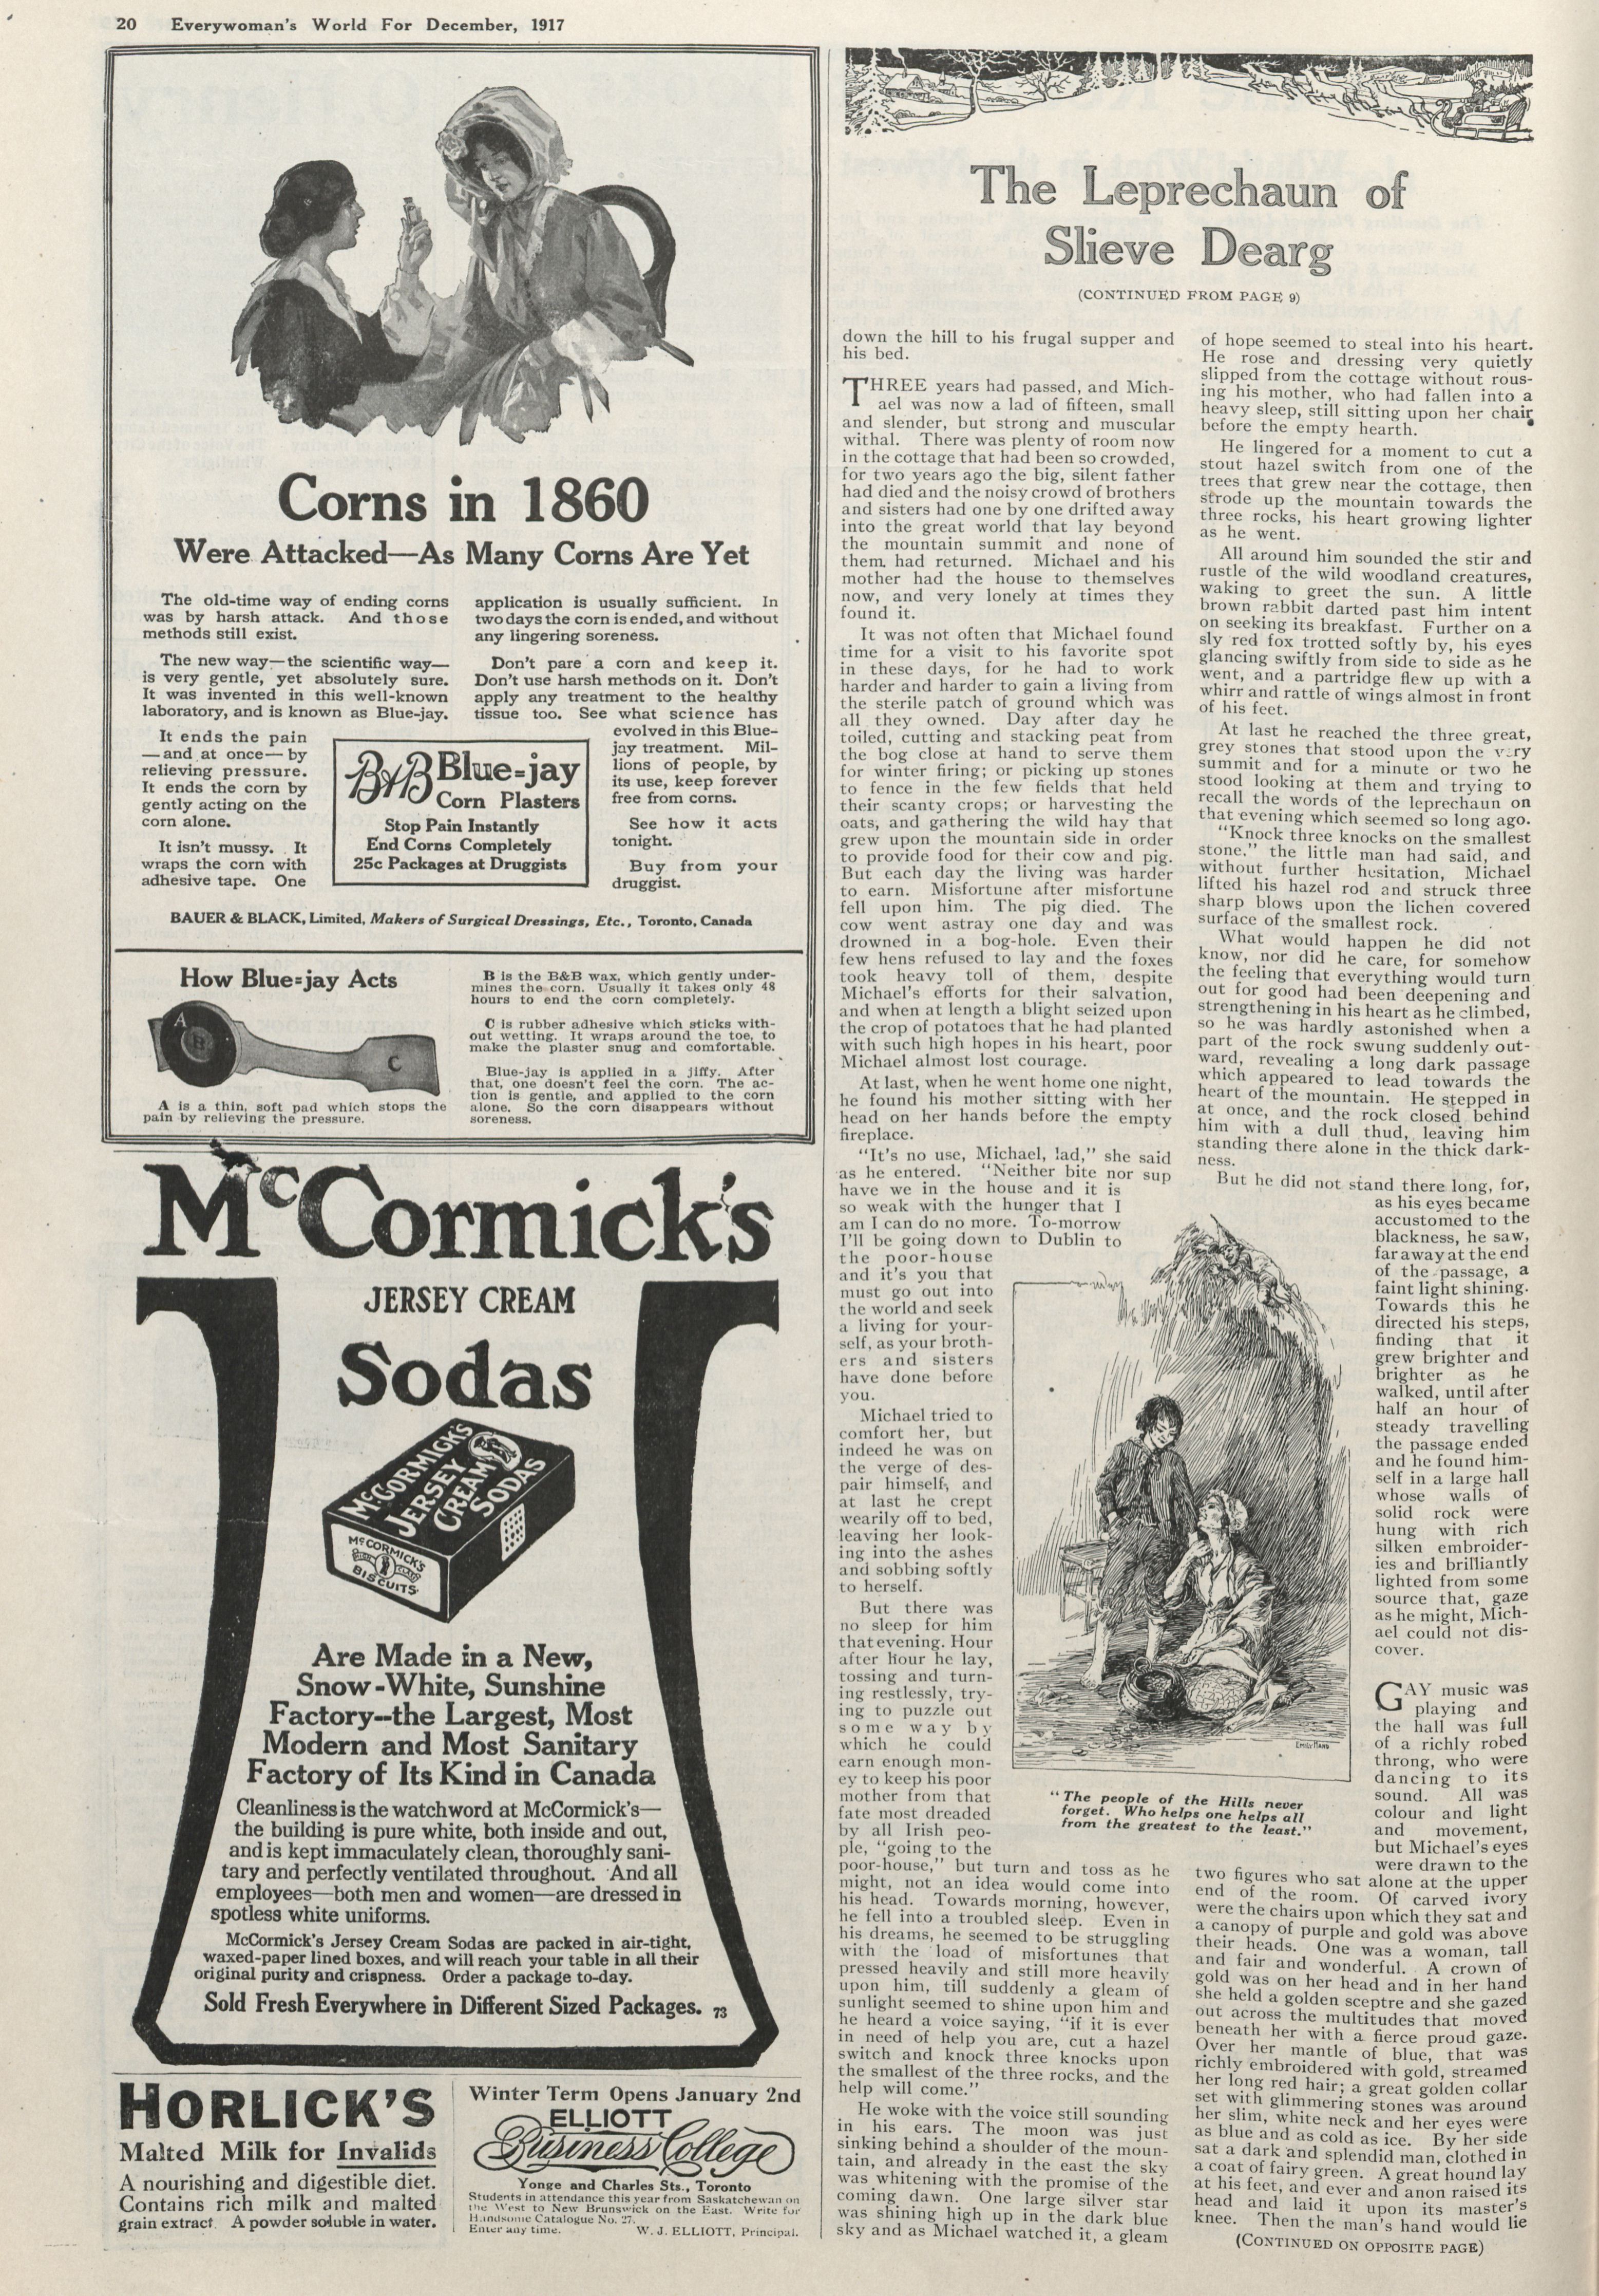 20 Everywoman's World For December, 1917
Corns in 1860
Were Attacked—As Many Corns Are Yet
The old-time way of ending corns
was by harsh attack. And those
methods still exist.
The new way—the scientific way—
is very gentle, yet absolutely sure.
It was invented in this well-known
laboratory, and is known as Blue-jay.
It ends the pain
—and at once—by
relieving pressure.
It ends the corn by
gently acting on the
corn alone.
It isn't mussy. It
wraps the corn with
adhesive tape. One
application is usually sufficient. In
two days the corn is ended, and without
any lingering soreness.
Don't pare a corn and keep it.
Don't use harsh methods on it. Don't
apply any treatment to the healthy
tissue too. See what science has
evolved in this Blue-
jay treatment. Mil-
lions of people, by
its use, keep forever
free from corns.
See how it acts
tonight.
Buy from your
druggist.
B&B Blue=jay
Corn Plasters
Stop Pain Instantly
End Corns Completely
25c Packages at Druggists
BAUER & BLACK, Limited, Makers of Surgical Dressings, Etc., Toronto, Canada
How Blue=jay Acts
A
B
C
A is a thin, soft pad which stops the
pain by relieving the pressure.
B is the B&B wax, which gently under-
mines the corn. Usually it takes only 48
hours to end the corn completely.
C is rubber adhesive which sticks with-
out wetting. It wraps around the toe, to
make the plaster snug and comfortable.
Blue-jay is applied in a jiffy. After
that, one doesn't feel the corn. The ac-
tion is gentle, and applied to the corn
alone. So the corn disappears without
soreness.
McCormick's
JERSEY CREAM
Sodas
McCORMICK'S
JERSEY
CREAM
SODAS
McCORMICK'S
BISCUITS
Are Made in a New,
Snow-White, Sunshine
Factory--the Largest, Most
Modern and Most Sanitary
Factory of Its Kind in Canada
Cleanliness is the watchword at McCormick's—
the building is pure white, both inside and out,
and is kept immaculately clean, thoroughly sani-
tary and perfectly ventilated throughout. And all
employees—both men and women—are dressed in
spotless white uniforms.
McCormick's Jersey Cream Sodas are packed in air-tight,
waxed-paper lined boxes, and will reach your table in all their
original purity and crispness. Order a package to-day.
Sold Fresh Everywhere in Different Sized Packages. 73
HORLICK'S
Malted Milk for Invalids
A nourishing and digestible diet.
Contains rich milk and malted
grain extract. A powder soluble in water.
Winter Term Opens January 2nd
ELLIOTT
Business College
Yonge and Charles Sts., Toronto
Students in attendance this year from Saskatchewan on
the West to New Brunswick on the East. Write for
Handsome Catalogue No. 27.
Enter any time. W. J. ELLIOTT, Principal.
The Leprechaun of
Slieve Dearg
(CONTINUED FROM PAGE 9)
down the hill to his frugal supper and
his bed.
THREE years had passed, and Mich-
ael was now a lad of fifteen, small
and slender, but strong and muscular
withal. There was plenty of room now
in the cottage that had been so crowded,
for two years ago the big, silent father
had died and the noisy crowd of brothers
and sisters had one by one drifted away
into the great world that lay beyond
the mountain summit and none of
them had returned. Michael and his
mother had the house to themselves
now, and very lonely at times they
found it.
It was not often that Michael found
time for a visit to his favorite spot
in these days, for he had to work
harder and harder to gain a living from
the sterile patch of ground which was
all they owned. Day after day he
toiled, cutting and stacking peat from
the bog close at hand to serve them
for winter firing; or picking up stones
to fence in the few fields that held
their scanty crops; or harvesting the
oats, and gathering the wild hay that
grew upon the mountain side in order
to provide food for their cow and pig.
But each day the living was harder
to earn. Misfortune after misfortune
fell upon him. The pig died. The
cow went astray one day and was
drowned in a bog-hole. Even their
few hens refused to lay and the foxes
took heavy toll of them, despite
Michael's efforts for their salvation,
and when at length a blight seized upon
the crop of potatoes that he had planted
with such high hopes in his heart, poor
Michael almost lost courage.
At last, when he went home one night,
he found his mother sitting with her
head on her hands before the empty
fireplace.
"It's no use, Michael, lad," she said
as he entered. "Neither bite nor sup
have we in the house and it is
so weak with the hunger that I
am I can do no more. To-morrow
I'll be going down to Dublin to
the poor-house
and it's you that
must go out into
the world and seek
a living for your-
self, as your broth-
ers and sisters
have done before
you.
Michael tried to
comfort her, but
indeed he was on
the verge of des-
pair himself, and
at last he crept
wearily off to bed,
leaving her look-
ing into the ashes
and sobbing softly
to herself.
But there was
no sleep for him
that evening. Hour
after hour he lay,
tossing and turn-
ing restlessly, try-
ing to puzzle out
some way by
which he could
earn enough mon-
ey to keep his poor
mother from that
fate most dreaded
by all Irish peo-
ple, "going to the
poor-house," but turn and toss as he
might, not an idea would come into
his head. Towards morning, however,
he fell into a troubled sleep. Even in
his dreams, he seemed to be struggling
with the load of misfortunes that
pressed heavily and still more heavily
upon him, till suddenly a gleam of
sunlight seemed to shine upon him and
he heard a voice saying, "if it is ever
in need of help you are, cut a hazel
switch and knock three knocks upon
the smallest of the three rocks, and the
help will come."
He woke with the voice still sounding
in his ears. The moon was just
sinking behind a shoulder of the moun-
tain, and already in the east the sky
was whitening with the promise of the
coming dawn. One large silver star
was shining high up in the dark blue
sky and as Michael watched it, a gleam
of hope seemed to steal into his heart.
He rose and dressing very quietly
slipped from the cottage without rous-
ing his mother, who had fallen into a
heavy sleep, still sitting upon her chair
before the empty hearth.
He lingered for a moment to cut a
stout hazel switch from one of the
trees that grew near the cottage, then
strode up the mountain towards the
three rocks, his heart growing lighter
as he went.
All around him sounded the stir and
rustle of the wild woodland creatures,
waking to greet the sun. A little
brown rabbit darted past him intent
on seeking its breakfast. Further on a
sly red fox trotted softly by, his eyes
glancing swiftly from side to side as he
went, and a partridge flew up with a
whirr and rattle of wings almost in front
of his feet.
At last he reached the three great,
grey stones that stood upon the very
summit and for a minute or two he
stood looking at them and trying to
recall the words of the leprechaun on
that evening which seemed so long ago.
"Knock three knocks on the smallest
stone," the little man had said, and
without further hesitation, Michael
lifted his hazel rod and struck three
sharp blows upon the lichen covered
surface of the smallest rock.
What would happen he did not
know, nor did he care, for somehow
the feeling that everything would turn
out for good had been deepening and
strengthening in his heart as he climbed,
so he was hardly astonished when a
part of the rock swung suddenly out-
ward, revealing a long dark passage
which appeared to lead towards the
heart of the mountain. He stepped in
at once, and the rock closed behind
him with a dull thud, leaving him
standing there alone in the thick dark-
ness.
But he did not stand there long, for,
as his eyes became
accustomed to the
blackness, he saw,
far away at the end
of the passage, a
faint light shining.
Towards this he
directed his steps,
finding that it
grew brighter and
brighter as he
walked, until after
half an hour of
steady travelling
the passage ended
and he found him-
self in a large hall
whose walls of
solid rock were
hung with rich
silken embroider-
ies and brilliantly
lighted from some
source that, gaze
as he might, Mich-
ael could not dis-
cover.
GAY music was
playing and
the hall was full
of a richly robed
throng, who were
dancing to its
sound. All was
colour and light
and movement,
but Michael's eyes
were drawn to the
two figures who sat alone at the upper
end of the room. Of carved ivory
were the chairs upon which they sat and
a canopy of purple and gold was above
their heads. One was a woman, tall
and fair and wonderful. A crown of
gold was on her head and in her hand
she held a golden sceptre and she gazed
out across the multitudes that moved
beneath her with a fierce proud gaze.
Over her mantle of blue, that was
richly embroidered with gold, streamed
her long red hair; a great golden collar
set with glimmering stones was around
her slim, white neck and her eyes were
as blue and as cold as ice. By her side
sat a dark and splendid man, clothed in
a coat of fairy green. A great hound lay
at his feet, and ever and anon raised its
head and laid it upon its master's
knee. Then the man's hand would lie
(CONTINUED ON OPPOSITE PAGE)
EMILY HAND
"The people of the Hills never
forget. Who helps one helps all
from the greatest to the least."